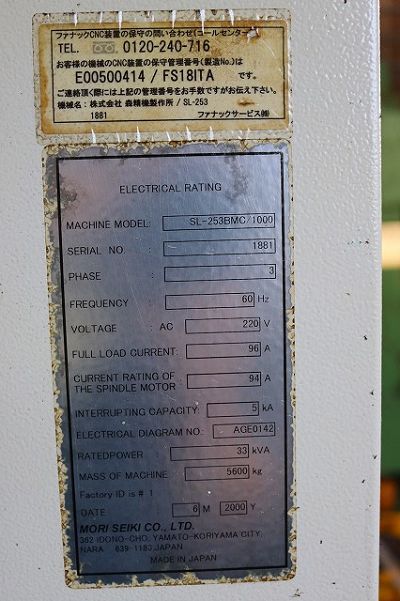 ファナックCNC装置の保守の問い合わせ(コールセンター)
TEL. 0120-240-716
お客様の機械のCNC装置の保守管理番号(製造No.)は
E00500414 / FS18ITA です。
ご連絡頂く際には上記の管理番号をお手数ですがお伝え下さい。
機械名:株式会社 森精機製作所 / SL-253
1881 ファナックサービス㈱
ELECTRICAL RATING
MACHINE MODEL: SL-253BMC/1000
SERIAL NO. : 1881
PHASE : 3
FREQUENCY : 60 Hz
VOLTAGE : AC 220 V
FULL LOAD CURRENT: 96 A
CURRENT RATING OF
THE SPINDLE MOTOR : 94 A
INTERRUPTING CAPACITY: 5 kA
ELECTRICAL DIAGRAM NO.: AGE0142
RATEDPOWER : 33 kVA
MASS OF MACHINE : 5600 kg
Factory ID is # 1
DATE : 6 M 2000 Y
MORI SEIKI CO., LTD.
362 IDONO-CHO, YAMATO-KORIYAMA CITY,
NARA 639-1183 JAPAN
MADE IN JAPAN